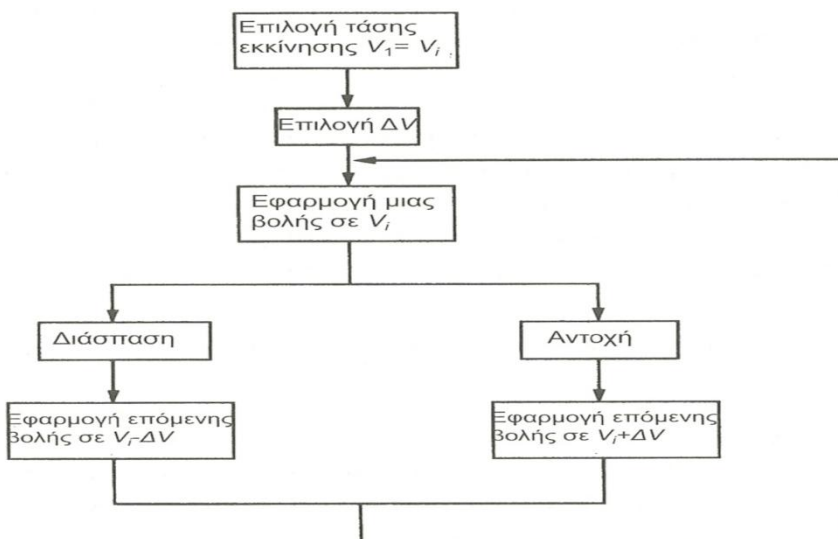 Επιλογή τάσης
εκκίνησης V₁= Vᵢ .
Επιλογή ΔV
Εφαρμογή μιας
βολής σε Vᵢ
Διάσπαση
Αντοχή
Εφαρμογή επόμενης
βολής σε Vᵢ-ΔV
Εφαρμογή επόμενης
βολής σε Vᵢ+ΔV